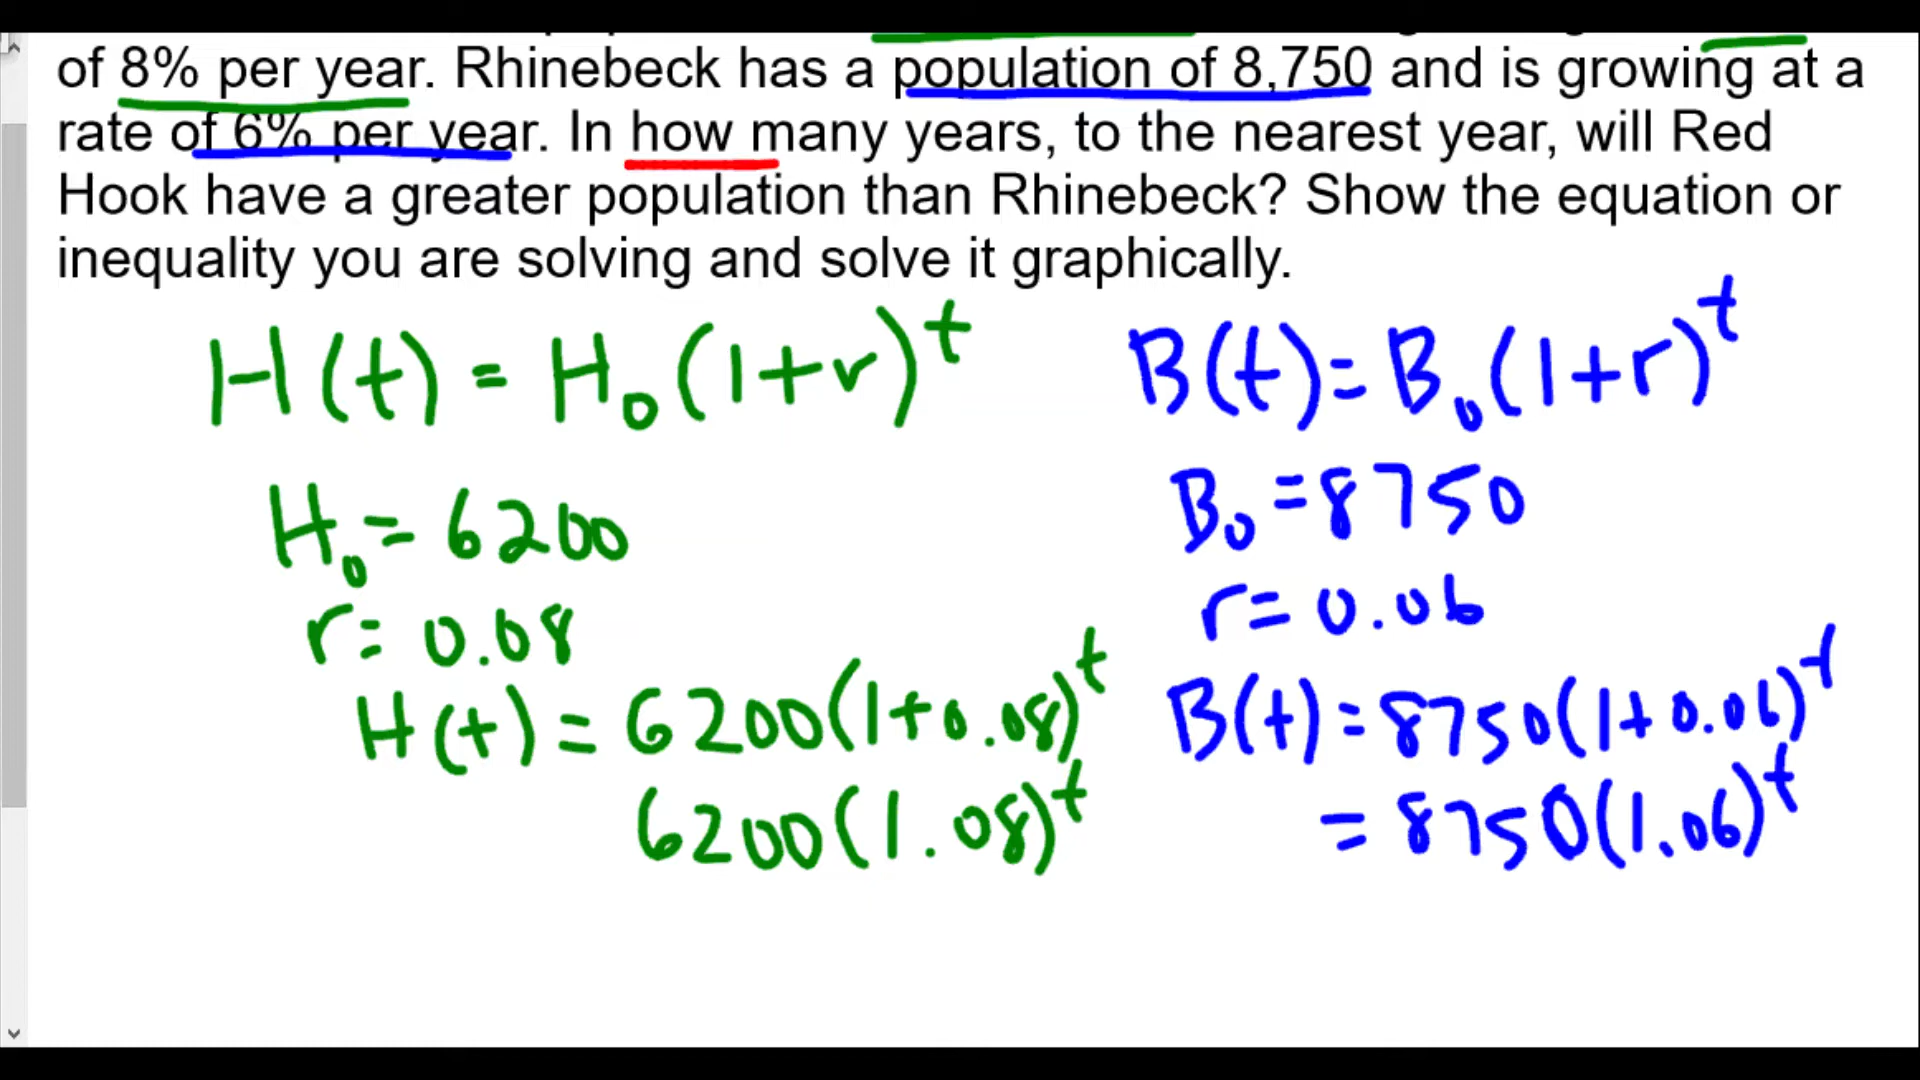 of 8% per year. Rhinebeck has a population of 8,750 and is growing at a
rate of 6% per year. In how many years, to the nearest year, will Red
Hook have a greater population than Rhinebeck? Show the equation or
inequality you are solving and solve it graphically.
H(t) = H₀(1+r)ᵗ
B(t) = B₀(1+r)ᵗ
H₀ = 6200
B₀ = 8750
r = 0.08
r = 0.06
H(t) = 6200(1+0.08)ᵗ
B(t) = 8750(1+0.06)ᵗ
6200(1.08)ᵗ
= 8750(1.06)ᵗ